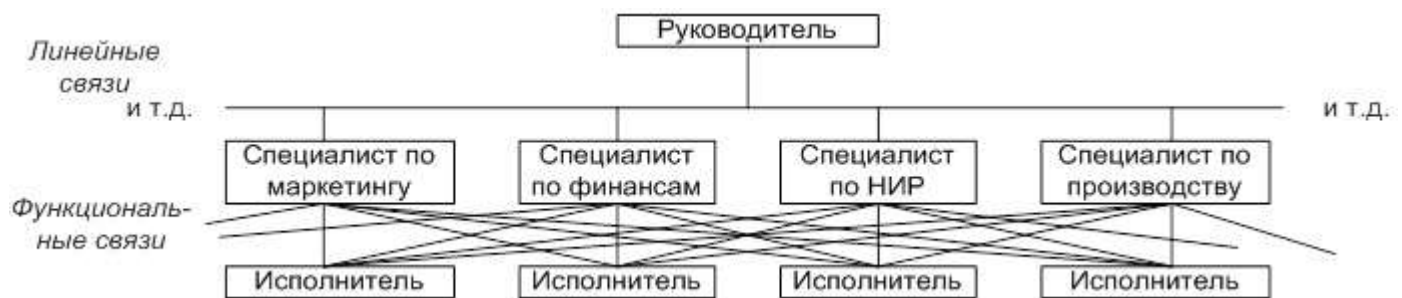 Руководитель
Линейные
связи
и т.д.
и т.д.
Специалист по
маркетингу
Специалист
по финансам
Специалист
по НИР
Специалист по
производству
Функциональ-
ные связи
Исполнитель
Исполнитель
Исполнитель
Исполнитель